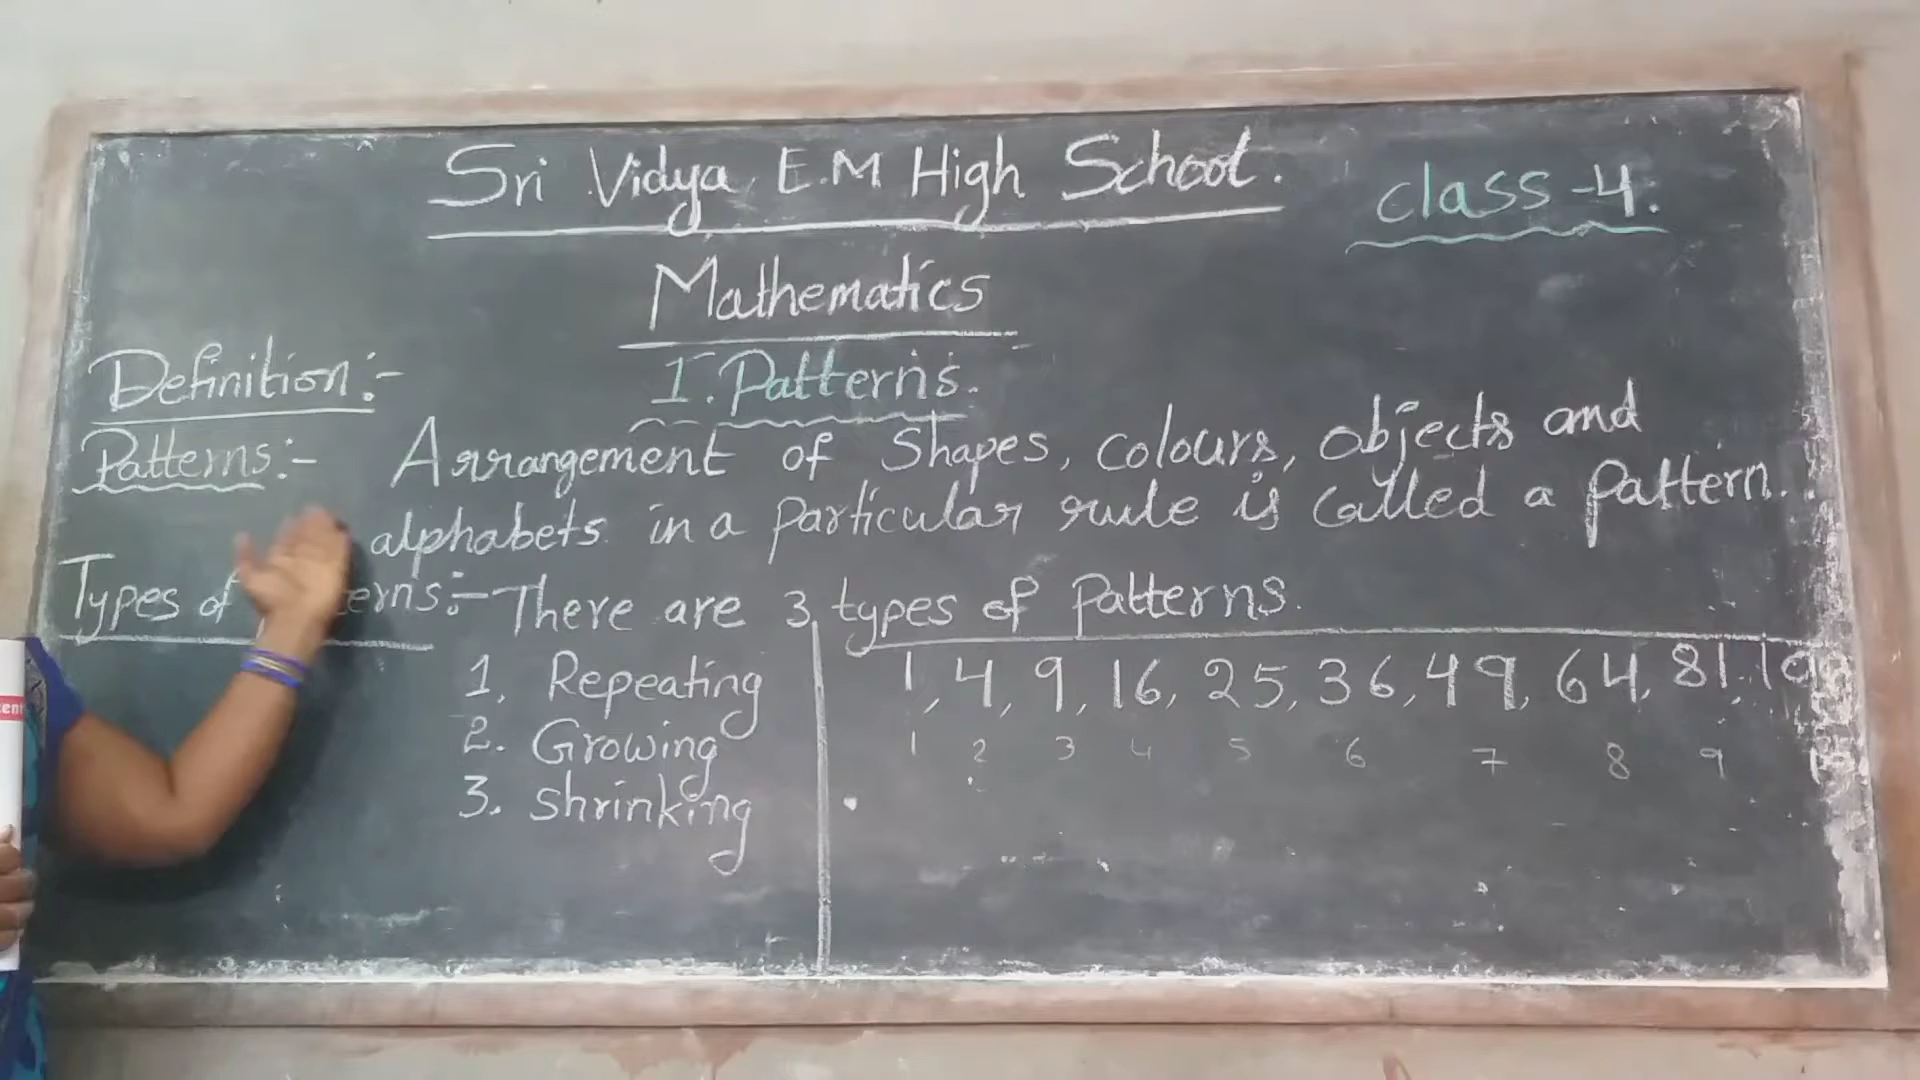 Sri Vidya E.M High School.
class-4.
Mathematics
1. Patterns.
Definition:-
Patterns:- Arrangement of Shapes, colours, objects and
alphabets in a particular rule is called a pattern.
Types of :- There are 3 types of Patterns.
1. Repeating
2. Growing
3. Shrinking
1, 4, 9, 16, 25, 36, 49, 64, 81,
1 2 3 4 5 6 7 8 9